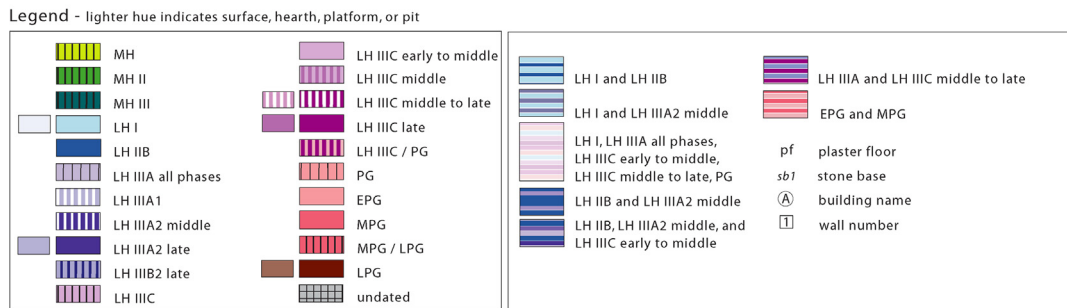 Legend - lighter hue indicates surface, hearth, platform, or pit
MH
MH II
MH III
LH I
LH IIB
LH IIIA all phases
LH IIIA1
LH IIIA2 middle
LH IIIA2 late
LH IIIB2 late
LH IIIC
LH IIIC early to middle
LH IIIC middle
LH IIIC middle to late
LH IIIC late
LH IIIC / PG
PG
EPG
MPG
MPG / LPG
LPG
undated
LH I and LH IIB
LH I and LH IIIA2 middle
LH I, LH IIIA all phases,
LH IIIC early to middle,
LH IIIC middle to late, PG
LH IIB and LH IIIA2 middle
LH IIB, LH IIIA2 middle, and
LH IIIC early to middle
LH IIIA and LH IIIC middle to late
EPG and MPG
pf plaster floor
sb1 stone base
A building name
1 wall number